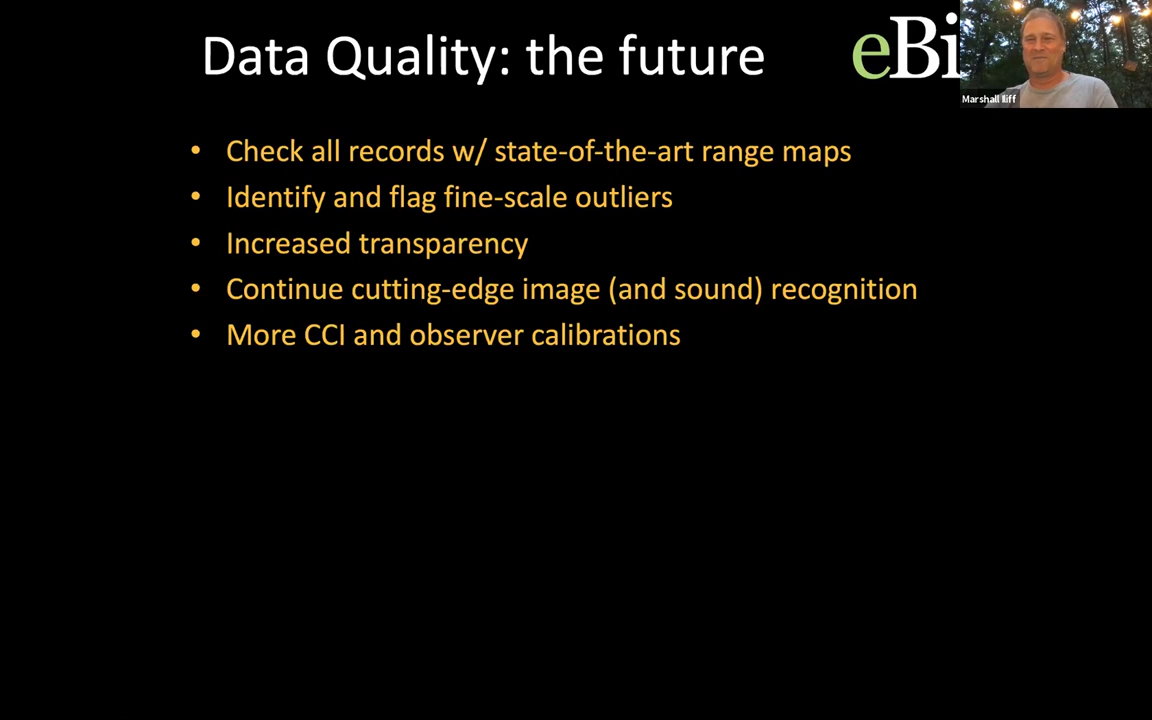 Data Quality: the future
eBi
Marshall Iliff
• Check all records w/ state-of-the-art range maps
• Identify and flag fine-scale outliers
• Increased transparency
• Continue cutting-edge image (and sound) recognition
• More CCI and observer calibrations